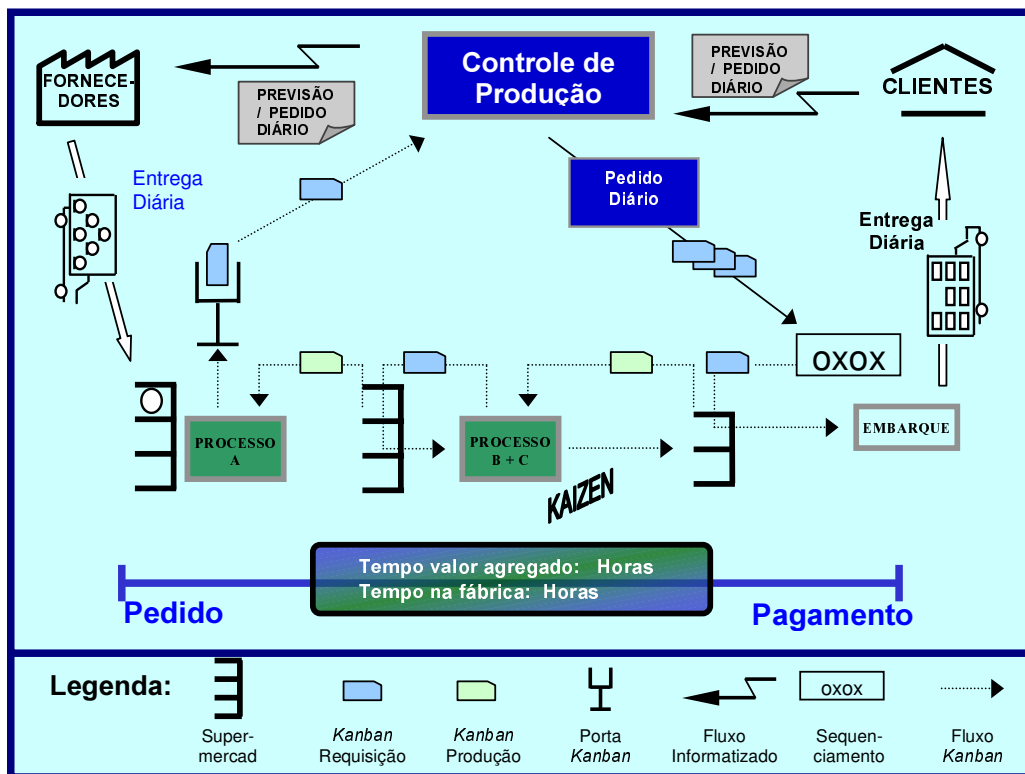 FORNECE-
DORES
PREVISÃO
/ PEDIDO
DIÁRIO
Controle de
Produção
PREVISÃO
/ PEDIDO
DIÁRIO
CLIENTES
Entrega
Diária
Pedido
Diário
Entrega
Diária
OXOX
PROCESSO
A
PROCESSO
B + C
EMBARQUE
KAIZEN
Tempo valor agregado: Horas
Tempo na fábrica: Horas
Pedido
Pagamento
Legenda:
OXOX
Super-
mercad
Kanban
Requisição
Kanban
Produção
Porta
Kanban
Fluxo
Informatizado
Sequen-
ciamento
Fluxo
Kanban